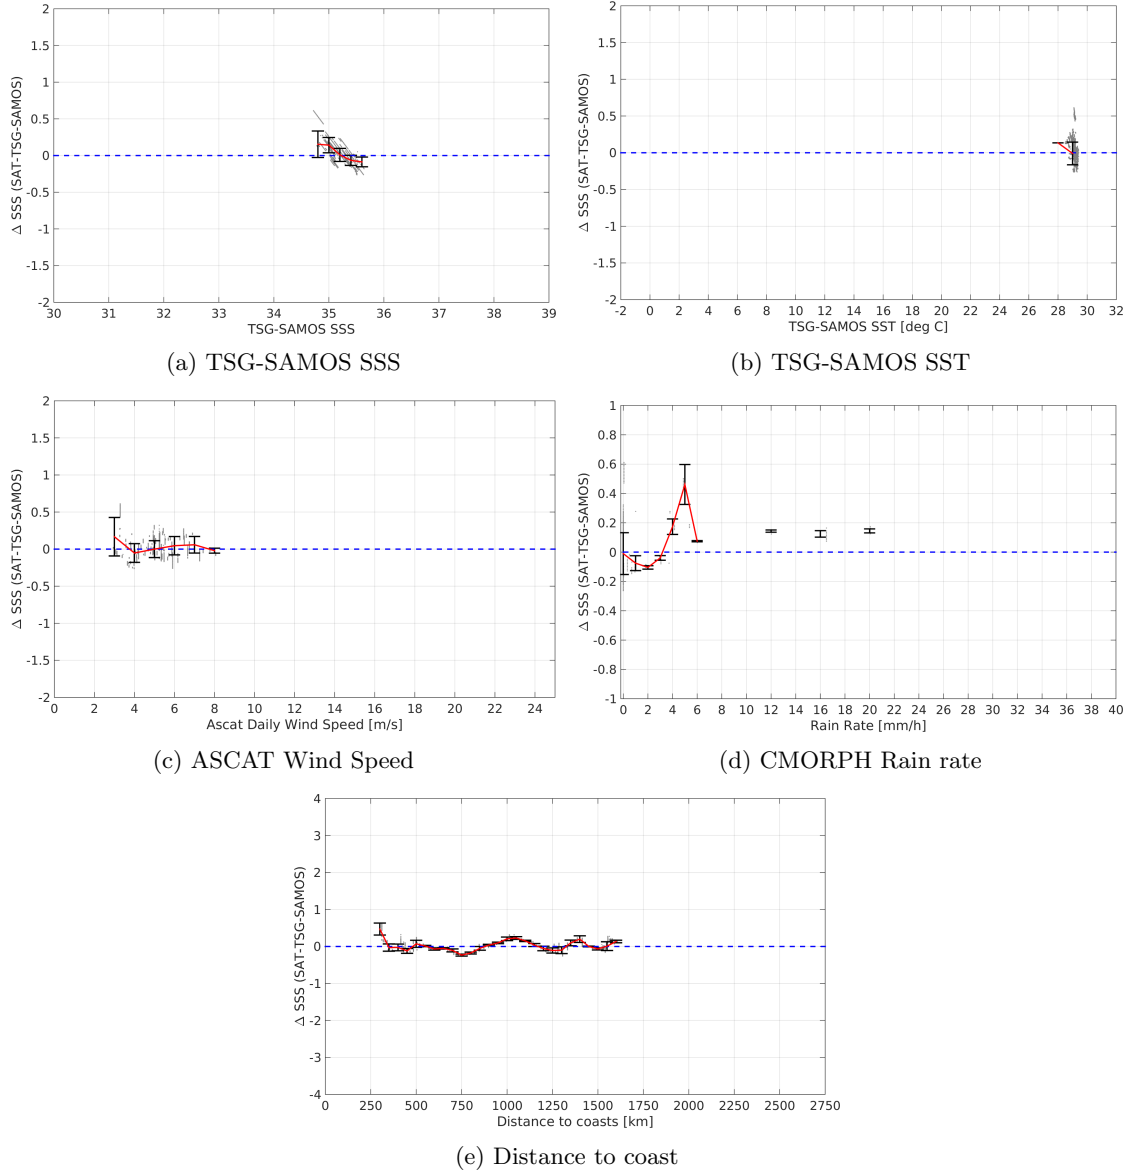 2
1.5
1
0.5
0
-0.5
-1
-1.5
-2
Δ SSS (SAT-TSG-SAMOS)
30 31 32 33 34 35 36 37 38 39
TSG-SAMOS SSS
(a) TSG-SAMOS SSS
2
1.5
1
0.5
0
-0.5
-1
-1.5
-2
Δ SSS (SAT-TSG-SAMOS)
-2 0 2 4 6 8 10 12 14 16 18 20 22 24 26 28 30 32
TSG-SAMOS SST [deg C]
(b) TSG-SAMOS SST
2
1.5
1
0.5
0
-0.5
-1
-1.5
-2
Δ SSS (SAT-TSG-SAMOS)
0 2 4 6 8 10 12 14 16 18 20 22 24
Ascat Daily Wind Speed [m/s]
(c) ASCAT Wind Speed
1
0.8
0.6
0.4
0.2
0
-0.2
-0.4
-0.6
-0.8
-1
Δ SSS (SAT-TSG-SAMOS)
0 2 4 6 8 10 12 14 16 18 20 22 24 26 28 30 32 34 36 38 40
Rain Rate [mm/h]
(d) CMORPH Rain rate
4
3
2
1
0
-1
-2
-3
-4
Δ SSS (SAT-TSG-SAMOS)
0 250 500 750 1000 1250 1500 1750 2000 2250 2500 2750
Distance to coasts [km]
(e) Distance to coast